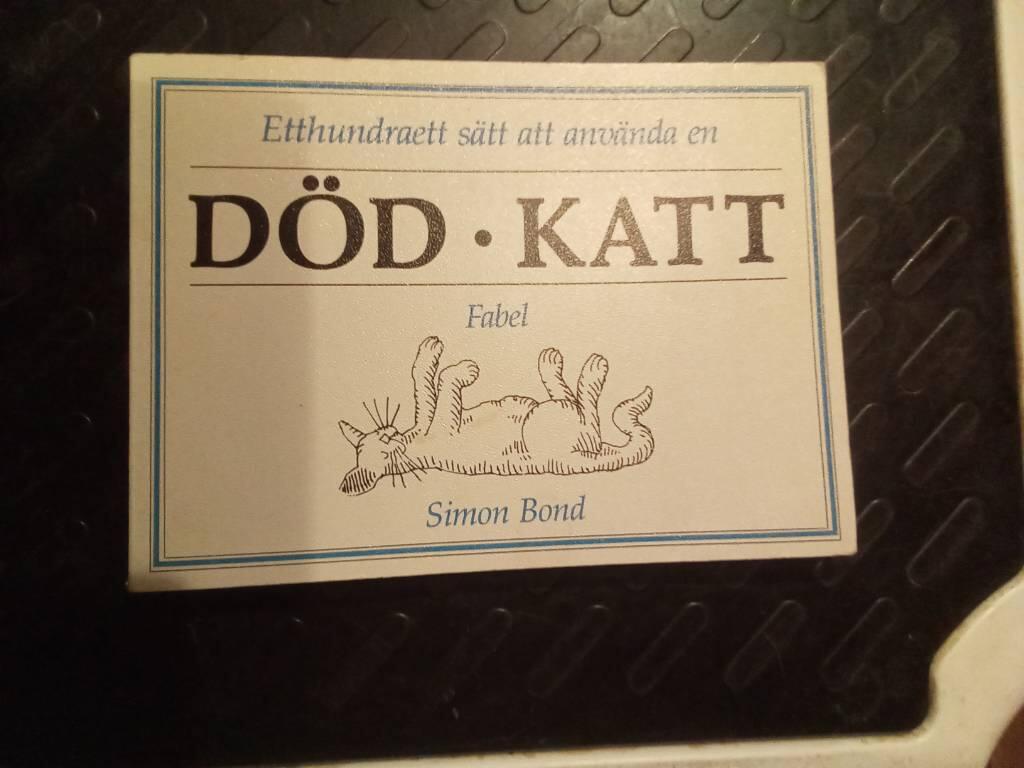 Etthundraett sätt att använda en
DÖD · KATT
Fabel
Simon Bond